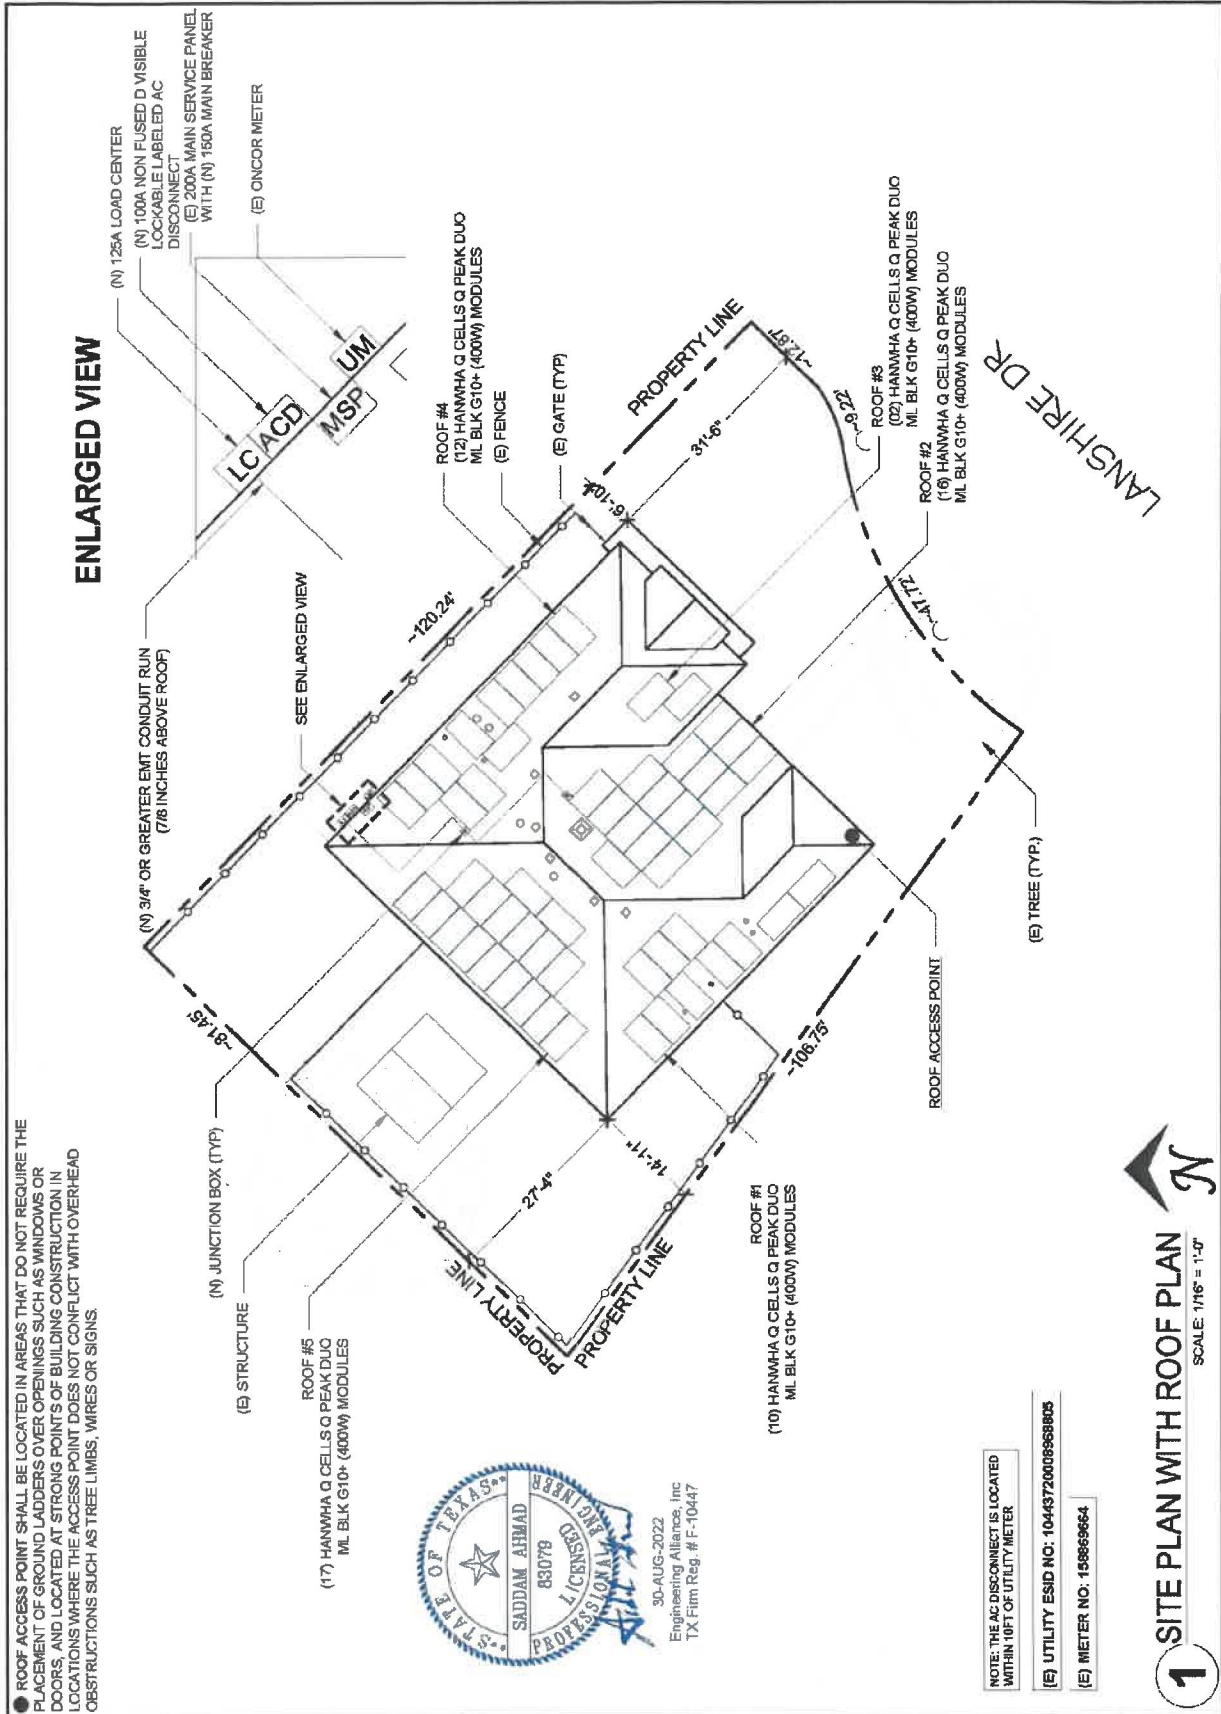 ● ROOF ACCESS POINT SHALL BE LOCATED IN AREAS THAT DO NOT REQUIRE THE
PLACEMENT OF GROUND LADDERS OVER OPENINGS SUCH AS WINDOWS OR
DOORS, AND LOCATED AT STRONG POINTS OF BUILDING CONSTRUCTION IN
LOCATIONS WHERE THE ACCESS POINT DOES NOT CONFLICT WITH OVERHEAD
OBSTRUCTIONS SUCH AS TREE LIMBS, WIRES OR SIGNS.
ENLARGED VIEW
(N) 125A LOAD CENTER
(N) 100A NON FUSED D VISIBLE
LOCKABLE LABELED AC
DISCONNECT
(E) 200A MAIN SERVICE PANEL
WITH (N) 150A MAIN BREAKER
(E) ONCOR METER
LC
ACD
MSP
UM
(N) 3/4" OR GREATER EMT CONDUIT RUN
(7/8 INCHES ABOVE ROOF)
SEE ENLARGED VIEW
(N) JUNCTION BOX (TYP)
(E) STRUCTURE
ROOF #5
(17) HANWHA Q CELLS Q PEAK DUO
ML BLK G10+ (400W) MODULES
ROOF #4
(12) HANWHA Q CELLS Q PEAK DUO
ML BLK G10+ (400W) MODULES
(E) FENCE
(E) GATE (TYP)
~120.24'
~81.45'
6'-10"
PROPERTY LINE
31'-6"
~12.87'
~9.22'
ROOF #3
(02) HANWHA Q CELLS Q PEAK DUO
ML BLK G10+ (400W) MODULES
ROOF #2
(16) HANWHA Q CELLS Q PEAK DUO
ML BLK G10+ (400W) MODULES
LANSHIRE DR
~47.72'
(E) TREE (TYP.)
ROOF ACCESS POINT
~106.75'
14'-11"
27'-4"
PROPERTY LINE
PROPERTY LINE
ROOF #1
(10) HANWHA Q CELLS Q PEAK DUO
ML BLK G10+ (400W) MODULES
STATE OF TEXAS
SADDAM AHMAD
83079
LICENSED
PROFESSIONAL ENGINEER
30-AUG-2022
Engineering Alliance, Inc
TX Firm Reg. # F-10447
NOTE: THE AC DISCONNECT IS LOCATED
WITHIN 10FT OF UTILITY METER
(E) UTILITY ESID NO: 10443720008968805
(E) METER NO: 158869664
1
SITE PLAN WITH ROOF PLAN
SCALE: 1/16" = 1'-0"
N